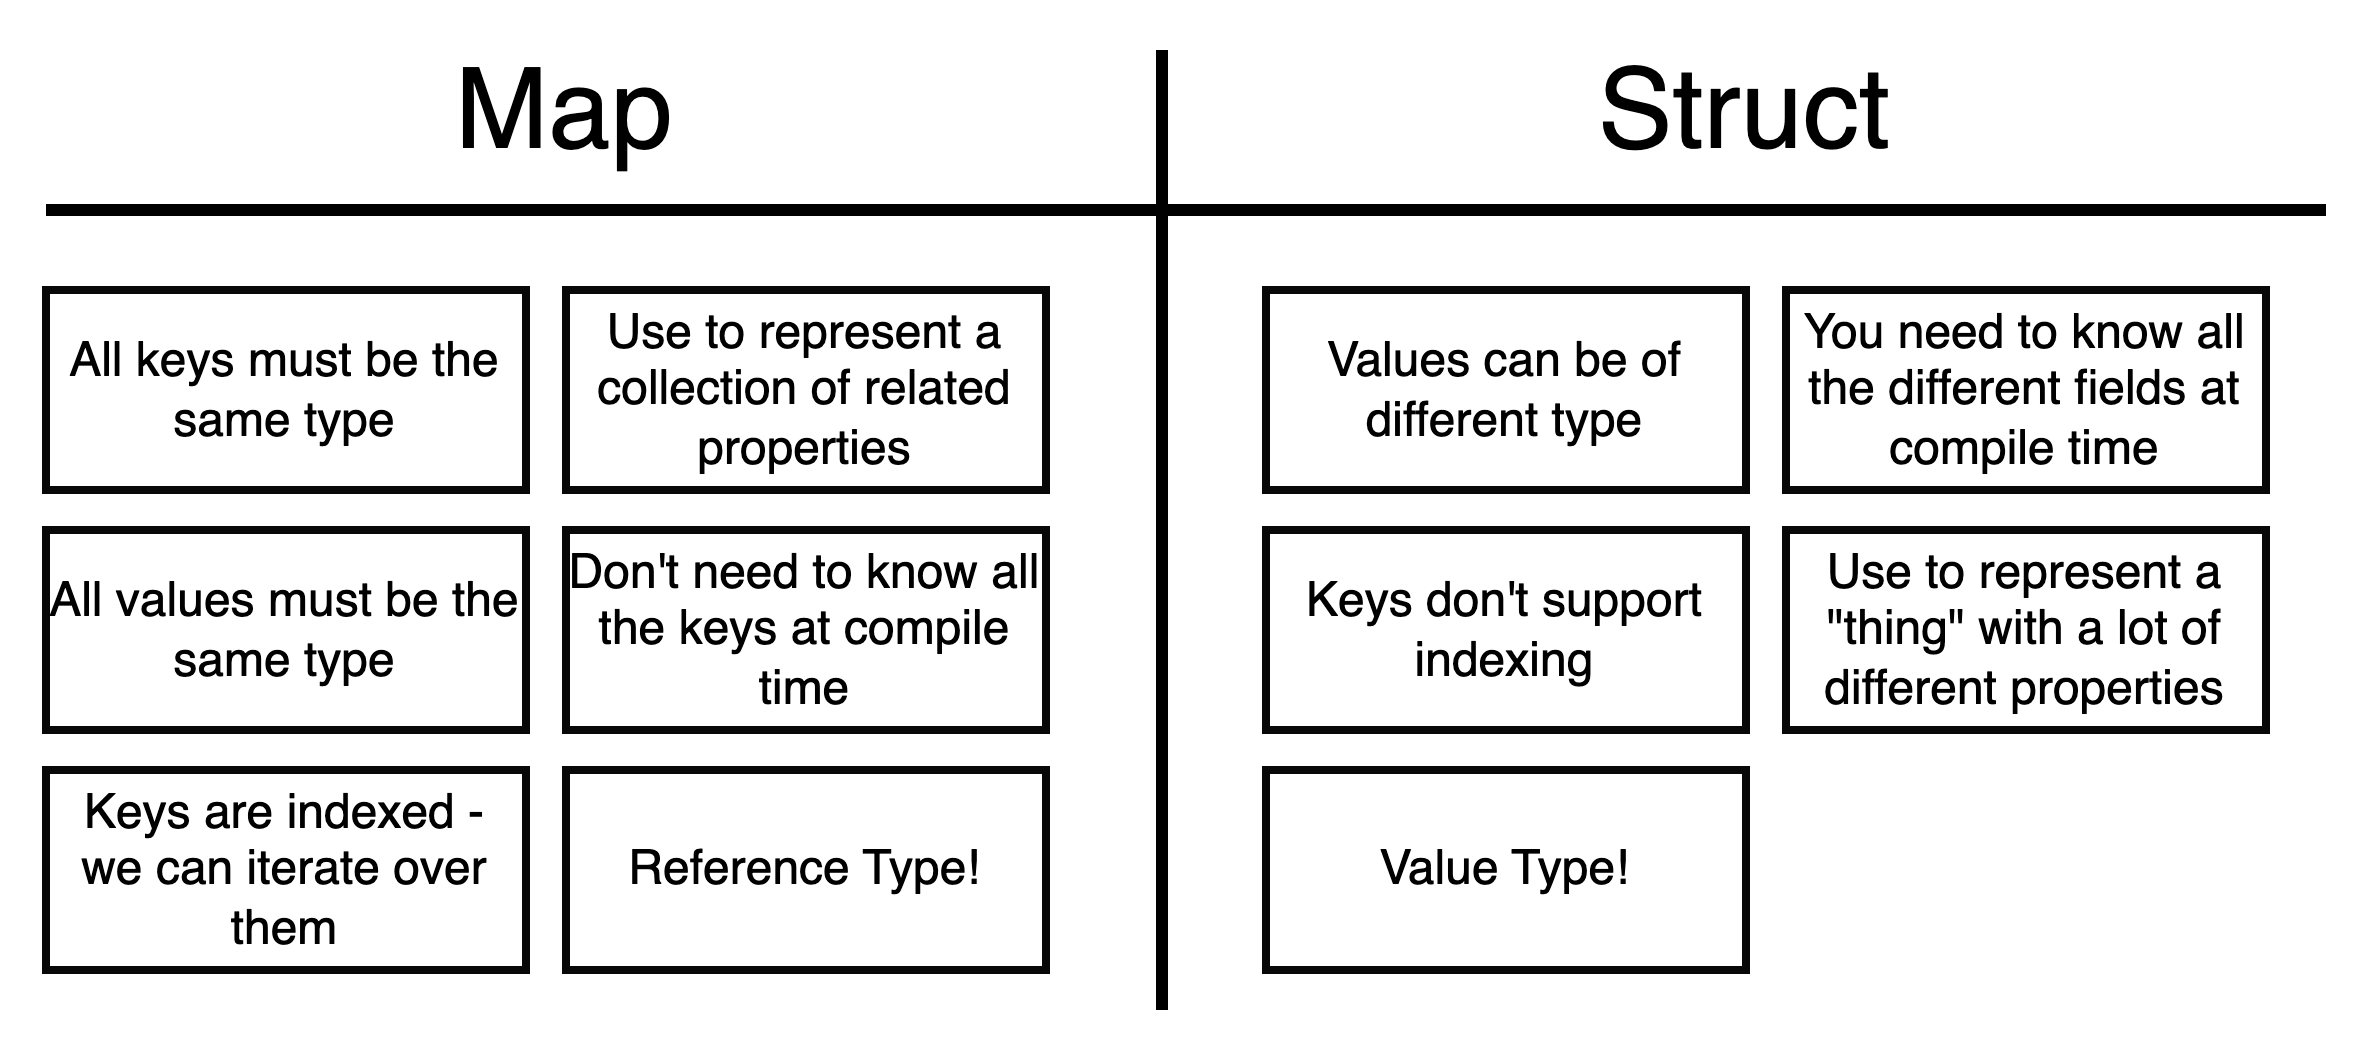 Map
Struct
All keys must be the
same type
Use to represent a
collection of related
properties
Values can be of
different type
You need to know all
the different fields at
compile time
All values must be the
same type
Don't need to know all
the keys at compile
time
Keys don't support
indexing
Use to represent a
"thing" with a lot of
different properties
Keys are indexed -
we can iterate over
them
Reference Type!
Value Type!